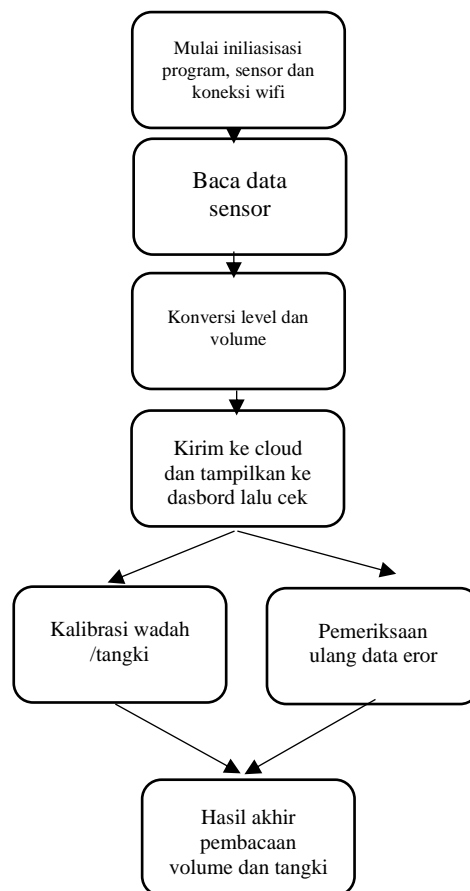 Mulai iniliasisasi
program, sensor dan
koneksi wifi
Baca data
sensor
Konversi level dan
volume
Kirim ke cloud
dan tampilkan ke
dasbord lalu cek
Kalibrasi wadah
/tangki
Pemeriksaan
ulang data eror
Hasil akhir
pembacaan
volume dan tangki